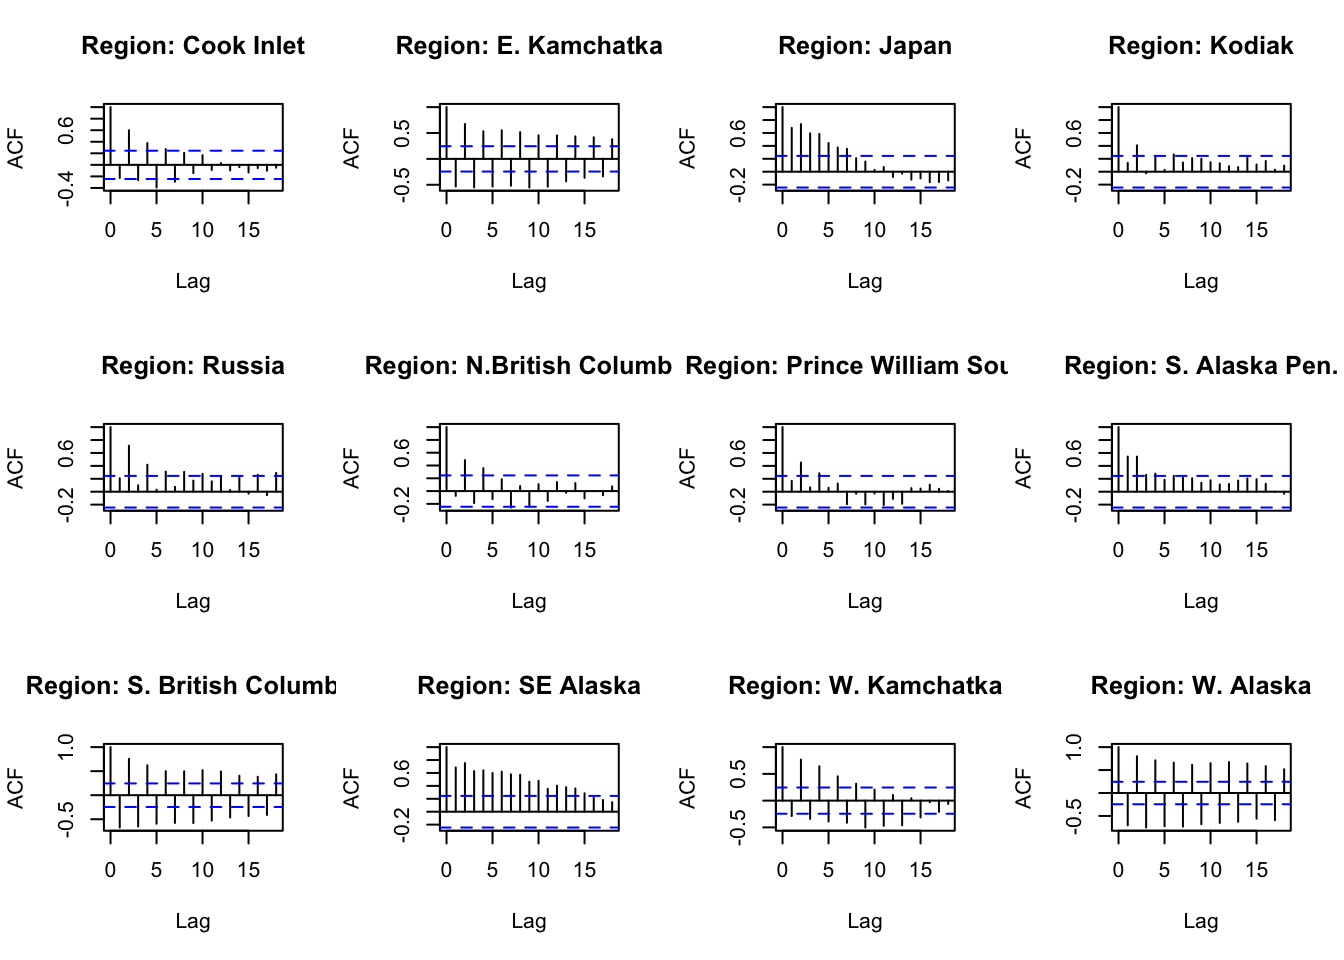 Region: Cook Inlet
ACF
0.6
-0.4
0 5 10 15
Lag
Region: E. Kamchatka
ACF
0.5
-0.5
0 5 10 15
Lag
Region: Japan
ACF
0.6
-0.2
0 5 10 15
Lag
Region: Kodiak
ACF
0.6
-0.2
0 5 10 15
Lag
Region: Russia
ACF
0.6
-0.2
0 5 10 15
Lag
Region: N.British Columb
ACF
0.6
-0.2
0 5 10 15
Lag
Region: Prince William Sou
ACF
0.6
-0.2
0 5 10 15
Lag
Region: S. Alaska Pen.
ACF
0.6
-0.2
0 5 10 15
Lag
Region: S. British Columb
ACF
1.0
-0.5
0 5 10 15
Lag
Region: SE Alaska
ACF
0.6
-0.2
0 5 10 15
Lag
Region: W. Kamchatka
ACF
0.5
-0.5
0 5 10 15
Lag
Region: W. Alaska
ACF
1.0
-0.5
0 5 10 15
Lag